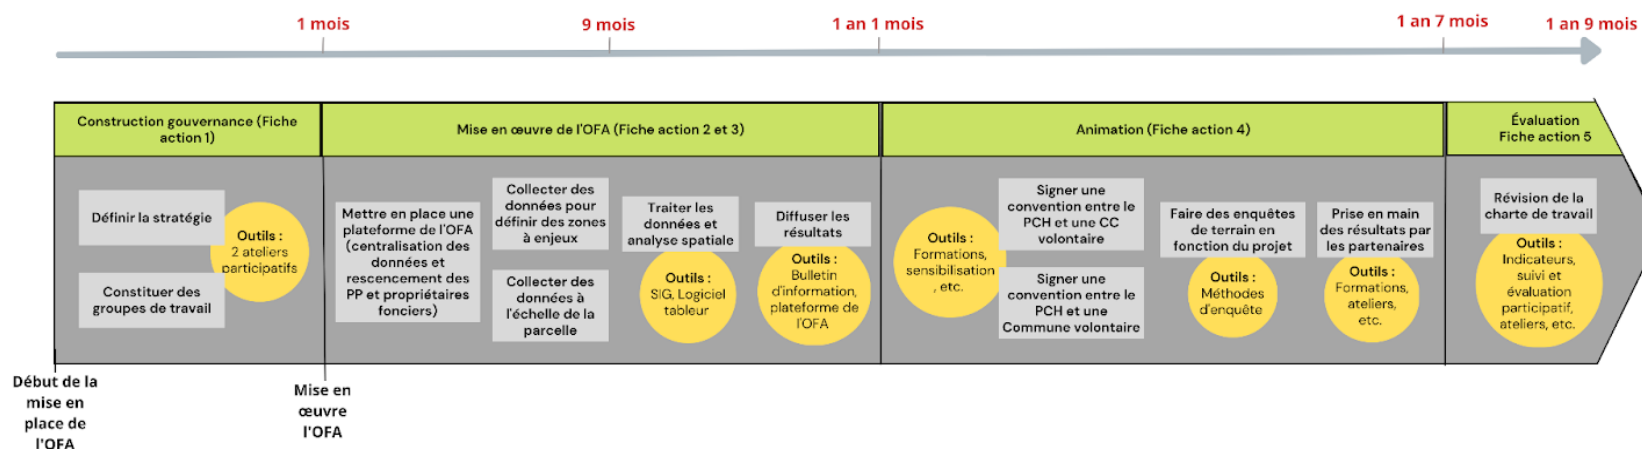 1 mois
9 mois
1 an 1 mois
1 an 7 mois
1 an 9 mois
Construction gouvernance (Fiche
action 1)
Mise en œuvre de l'OFA (Fiche action 2 et 3)
Animation (Fiche action 4)
Évaluation
Fiche action 5
Définir la stratégie
Constituer des
groupes de travail
Outils :
2 ateliers
participatifs
Mettre en place une
plateforme de l'OFA
(centralisation des
données et
rescencement des
PP et propriétaires
fonciers)
Collecter des
données pour
définir des zones
à enjeux
Collecter des
données à
l'échelle de la
parcelle
Traiter les
données et
analyse spatiale
Outils :
SIG, Logiciel
tableur
Diffuser les
résultats
Outils :
Bulletin
d'information,
plateforme de
l'OFA
Outils :
Formations,
sensibilisation
, etc.
Signer une
convention entre le
PCH et une CC
volontaire
Signer une
convention entre le
PCH et une
Commune volontaire
Faire des enquêtes
de terrain en
fonction du projet
Outils :
Méthodes
d'enquête
Prise en main
des résultats par
les partenaires
Outils :
Formations,
ateliers,
etc.
Révision de la
charte de travail
Outils :
Indicateurs,
suivi et
évaluation
participatif,
ateliers, etc.
Début de la
mise en
place de
l'OFA
Mise en
œuvre
l'OFA